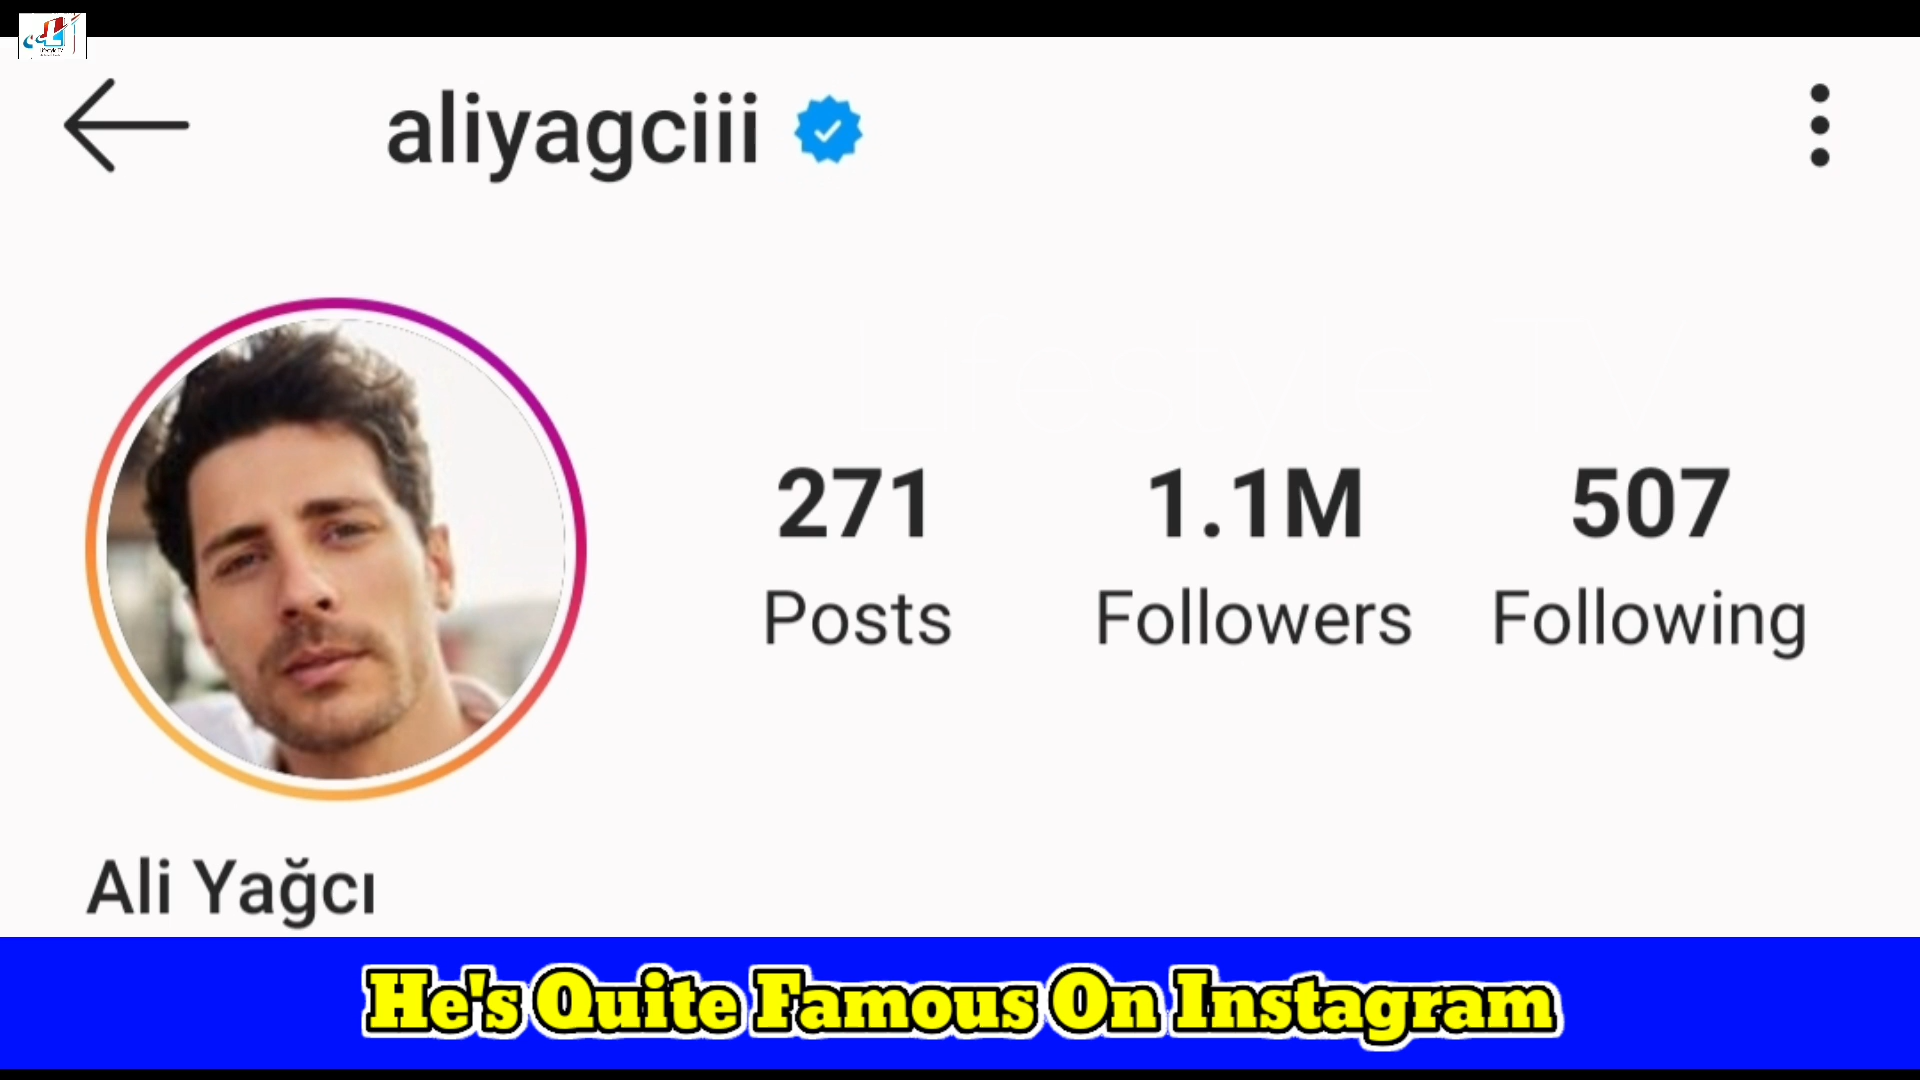 aliyagciii
271 1.1M 507
Posts Followers Following
Ali Yağcı
He's Quite Famous On Instagram